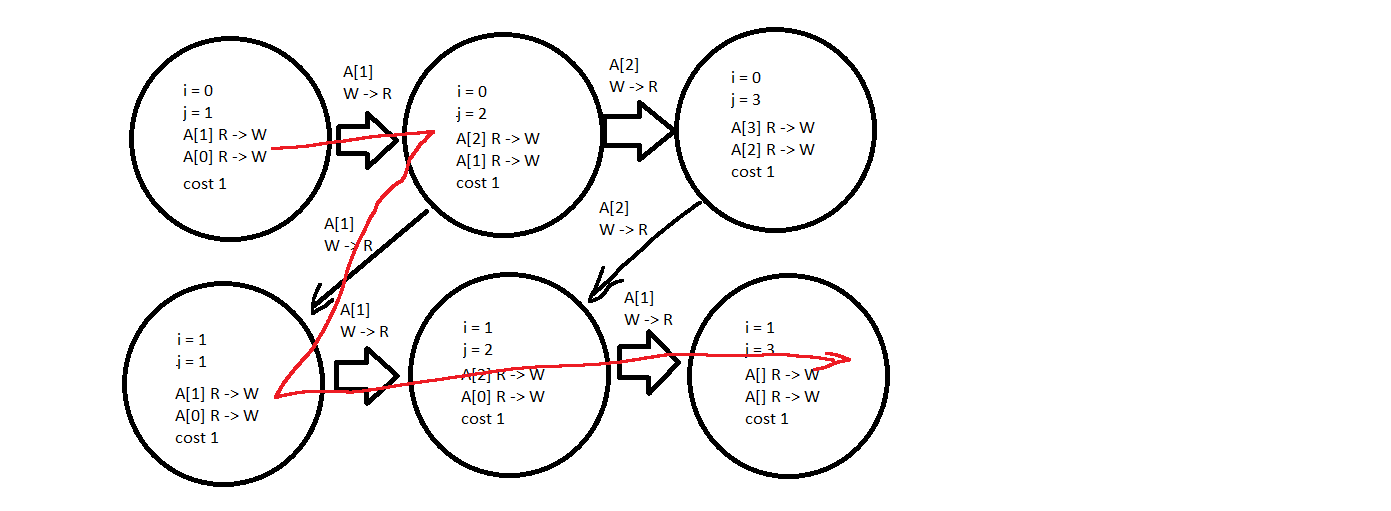 i = 0
j = 1
A[1] R -> W
A[0] R -> W
cost 1
A[1]
W -> R
i = 0
j = 2
A[2] R -> W
A[1] R -> W
cost 1
A[2]
W -> R
i = 0
j = 3
A[3] R -> W
A[2] R -> W
cost 1
A[1]
W -> R
A[2]
W -> R
i = 1
j = 1
A[1] R -> W
A[0] R -> W
cost 1
A[1]
W -> R
i = 1
j = 2
A[2] R -> W
A[0] R -> W
cost 1
A[1]
W -> R
i = 1
j = 3
A[] R -> W
A[] R -> W
cost 1